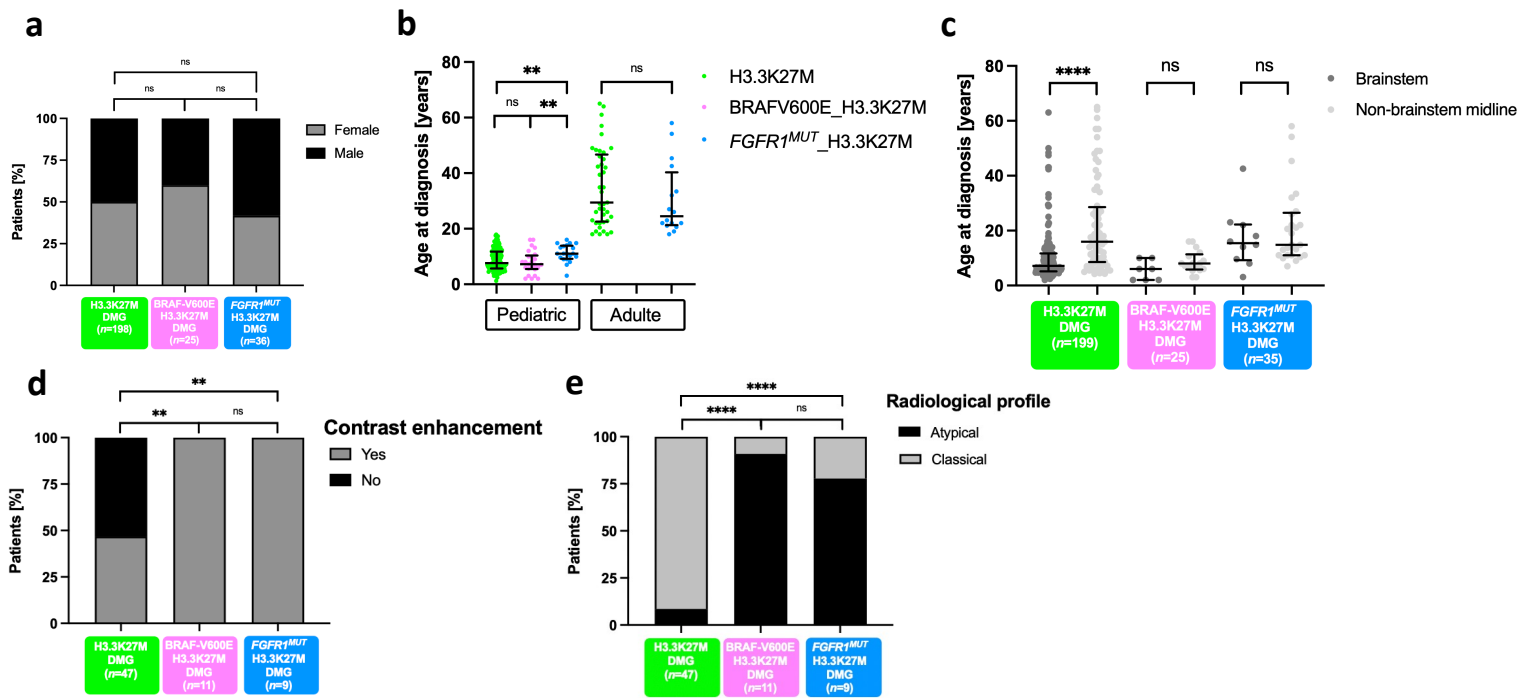 a
ns
ns
ns
100
75
50
25
0
Patients [%]
Female
Male
H3.3K27M
DMG
(n=198)
BRAF-V600E
H3.3K27M
DMG
(n=25)
FGFR1MUT
H3.3K27M
DMG
(n=36)
b
80
60
40
20
0
Age at diagnosis [years]
**
ns
**
ns
Pediatric
Adulte
H3.3K27M
BRAFV600E_H3.3K27M
FGFR1MUT_H3.3K27M
c
80
60
40
20
0
Age at diagnosis [years]
****
ns
ns
Brainstem
Non-brainstem midline
H3.3K27M
DMG
(n=199)
BRAF-V600E
H3.3K27M
DMG
(n=25)
FGFR1MUT
H3.3K27M
DMG
(n=35)
d
**
**
ns
100
75
50
25
0
Patients [%]
Contrast enhancement
Yes
No
H3.3K27M
DMG
(n=47)
BRAF-V600E
H3.3K27M
DMG
(n=11)
FGFR1MUT
H3.3K27M
DMG
(n=9)
e
****
****
ns
100
75
50
25
0
Patients [%]
Radiological profile
Atypical
Classical
H3.3K27M
DMG
(n=47)
BRAF-V600E
H3.3K27M
DMG
(n=11)
FGFR1MUT
H3.3K27M
DMG
(n=9)